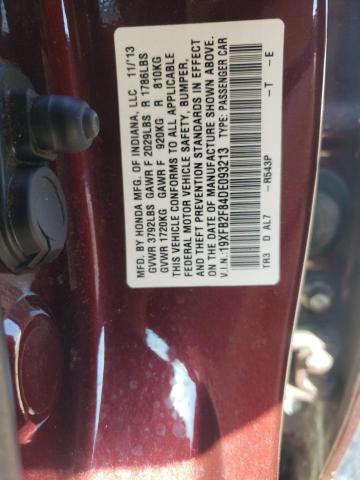 MFD. BY HONDA MFG. OF INDIANA, LLC 11/13
GVWR 3792LBS GAWR F 2029LBS R 1786LBS
GVWR 1720KG GAWR F 920KG R 810KG
THIS VEHICLE CONFORMS TO ALL APPLICABLE
FEDERAL MOTOR VEHICLE SAFETY, BUMPER,
AND THEFT PREVENTION STANDARDS IN EFFECT
ON THE DATE OF MANUFACTURE SHOWN ABOVE.
V.I.N.:19XFB2F84DE093213 TYPE: PASSENGER CAR
TR3 D AL7 -R543P -T -E